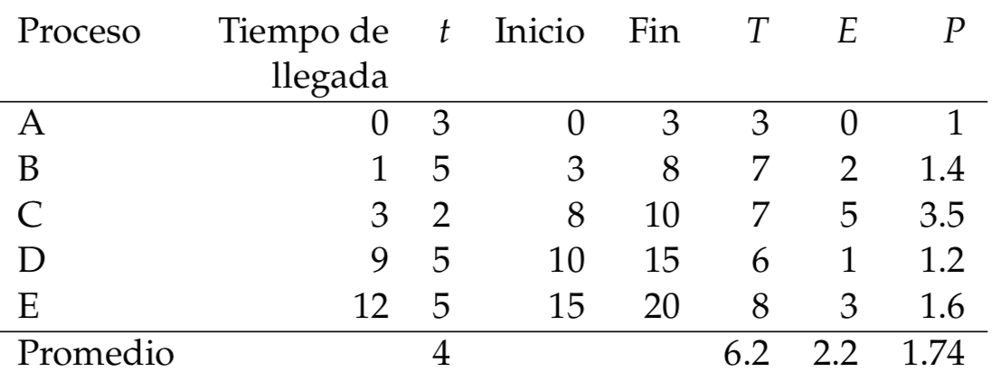 Proceso Tiempo de llegada t Inicio Fin T E P
A 0 3 0 3 3 0 1
B 1 5 3 8 7 2 1.4
C 3 2 8 10 7 5 3.5
D 9 5 10 15 6 1 1.2
E 12 5 15 20 8 3 1.6
Promedio 4 6.2 2.2 1.74